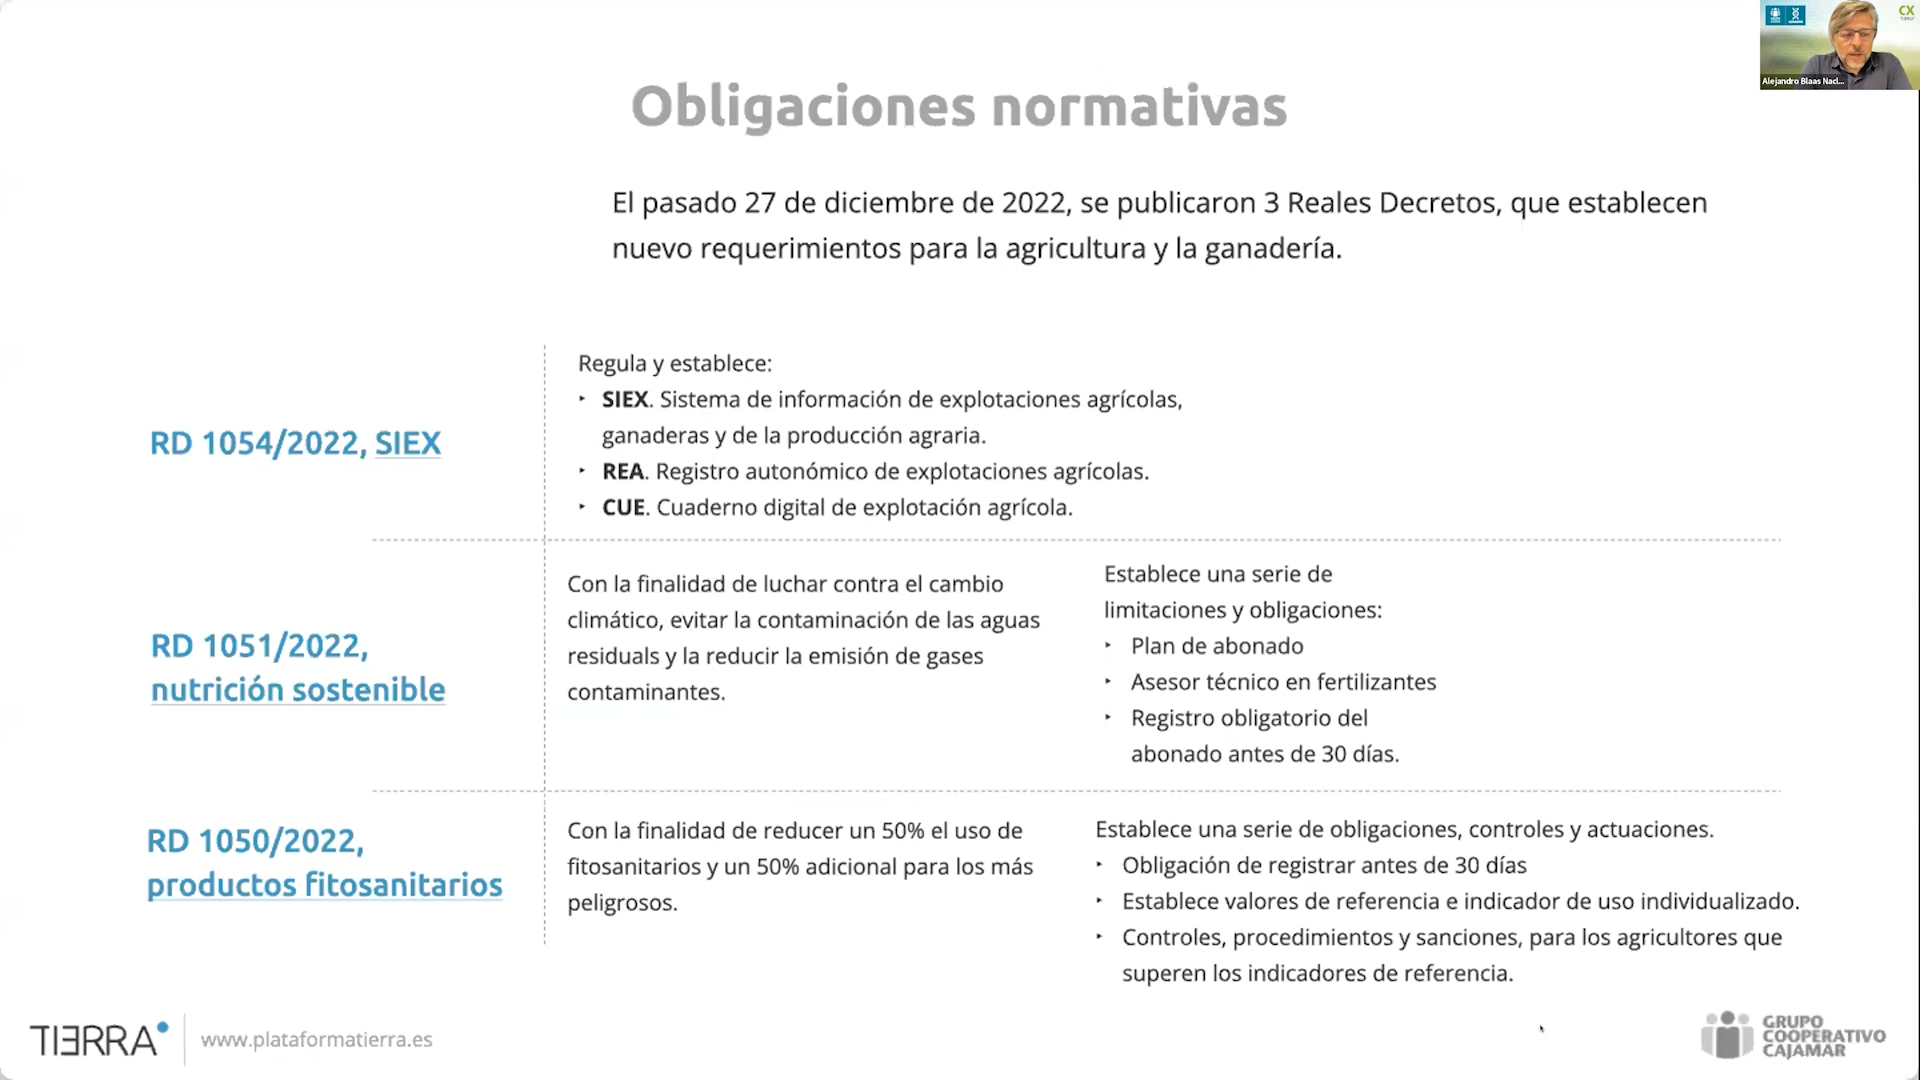 CX
Alejandro Blaas Nacl...
Obligaciones normativas
El pasado 27 de diciembre de 2022, se publicaron 3 Reales Decretos, que establecen
nuevo requerimientos para la agricultura y la ganadería.
RD 1054/2022, SIEX
Regula y establece:
‣ SIEX. Sistema de información de explotaciones agrícolas,
ganaderas y de la producción agraria.
‣ REA. Registro autonómico de explotaciones agrícolas.
‣ CUE. Cuaderno digital de explotación agrícola.
RD 1051/2022,
nutrición sostenible
Con la finalidad de luchar contra el cambio
climático, evitar la contaminación de las aguas
residuals y la reducir la emisión de gases
contaminantes.
Establece una serie de
limitaciones y obligaciones:
‣ Plan de abonado
‣ Asesor técnico en fertilizantes
‣ Registro obligatorio del
abonado antes de 30 días.
RD 1050/2022,
productos fitosanitarios
Con la finalidad de reducer un 50% el uso de
fitosanitarios y un 50% adicional para los más
peligrosos.
Establece una serie de obligaciones, controles y actuaciones.
‣ Obligación de registrar antes de 30 días
‣ Establece valores de referencia e indicador de uso individualizado.
‣ Controles, procedimientos y sanciones, para los agricultores que
superen los indicadores de referencia.
TIERRA
www.plataformatierra.es
GRUPO
COOPERATIVO
CAJAMAR